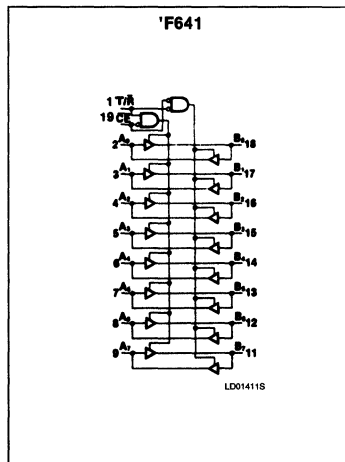 'F641
1 T/R̅
19 C̅E̅
2 A₀ B₀ 18
3 A₁ B₁ 17
4 A₂ B₂ 16
5 A₃ B₃ 15
6 A₄ B₄ 14
7 A₅ B₅ 13
8 A₆ B₆ 12
9 A₇ B₇ 11
LD01411S